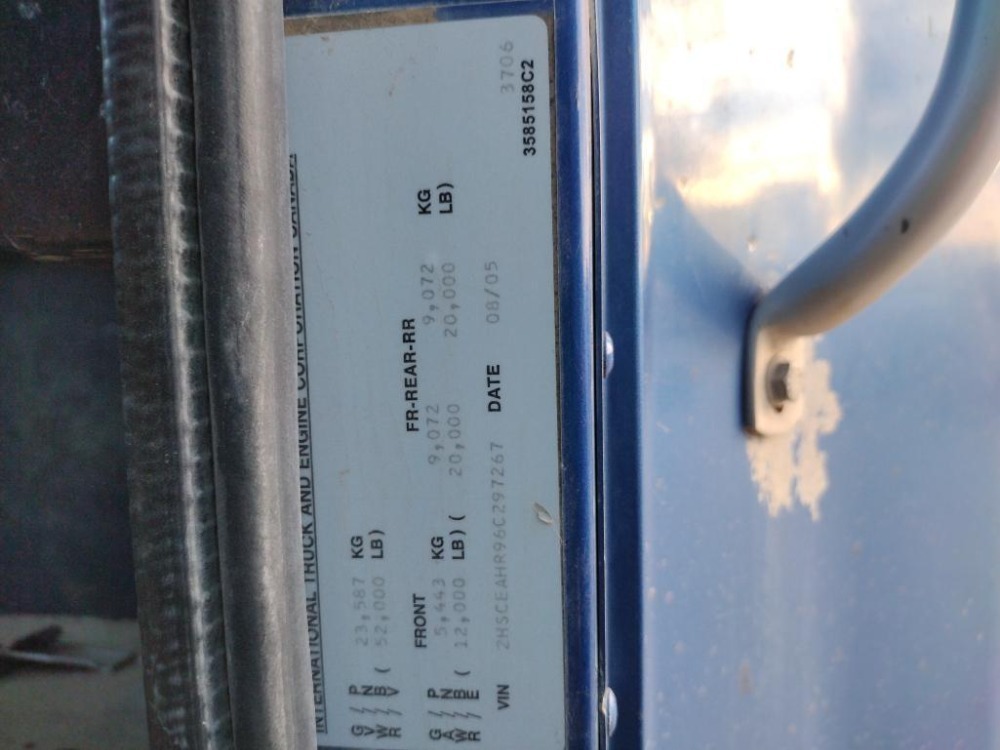 INTERNATIONAL TRUCK AND ENGINE CORPORATION CANADA
GVWR / PNBV 23,587 KG
( 52,000 LB)
FRONT FR-REAR-RR
GAWR / PNBE 5,443 KG 9,072 9,072 KG
( 12,000 LB) ( 20,000 20,000 LB)
VIN 2HSCEAHR96C297267 DATE 08/05
3706
3585158C2